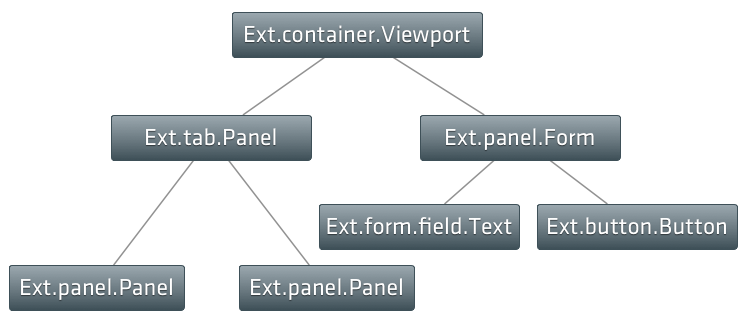 Ext.container.Viewport
Ext.tab.Panel
Ext.panel.Form
Ext.form.field.Text
Ext.button.Button
Ext.panel.Panel
Ext.panel.Panel